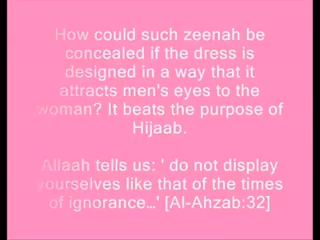 How could such zeenah be
concealed if the dress is
designed in a way that it
attracts men's eyes to the
woman? It beats the purpose of
Hijaab.
Allaah tells us: ' do not display
yourselves like that of the times
of ignorance...' [Al-Ahzab:32]